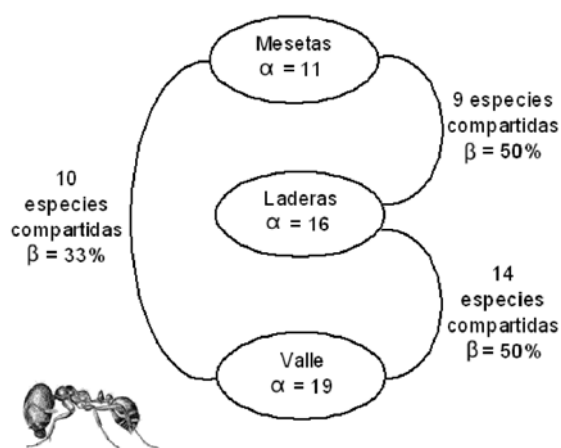 Mesetas
α = 11
9 especies
compartidas
β = 50%
10
especies
compartidas
β = 33%
Laderas
α = 16
14
especies
compartidas
β = 50%
Valle
α = 19